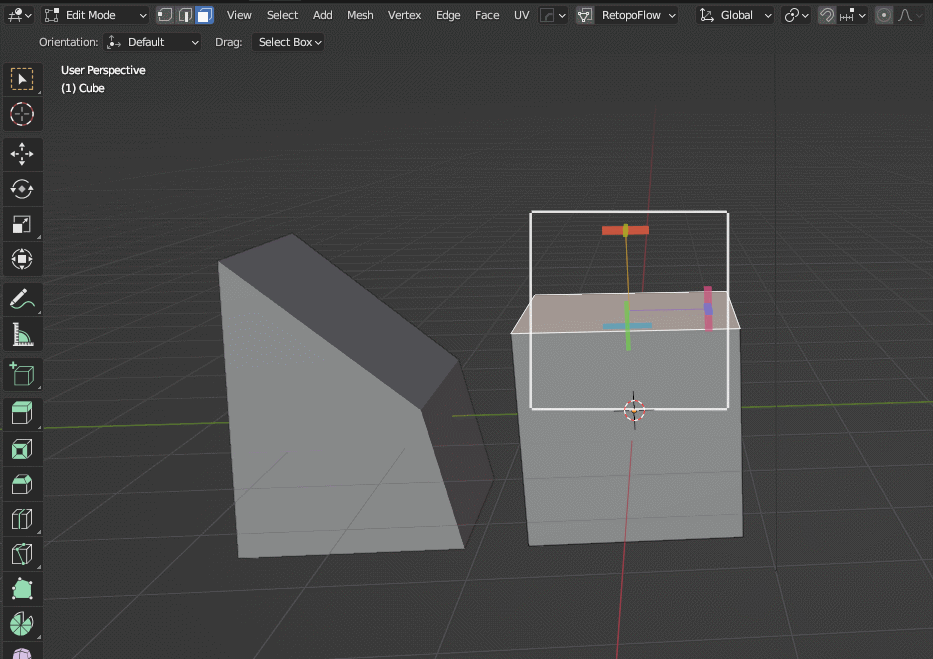 Edit Mode View Select Add Mesh Vertex Edge Face UV RetopoFlow Global
Orientation: Default Drag: Select Box
User Perspective
(1) Cube